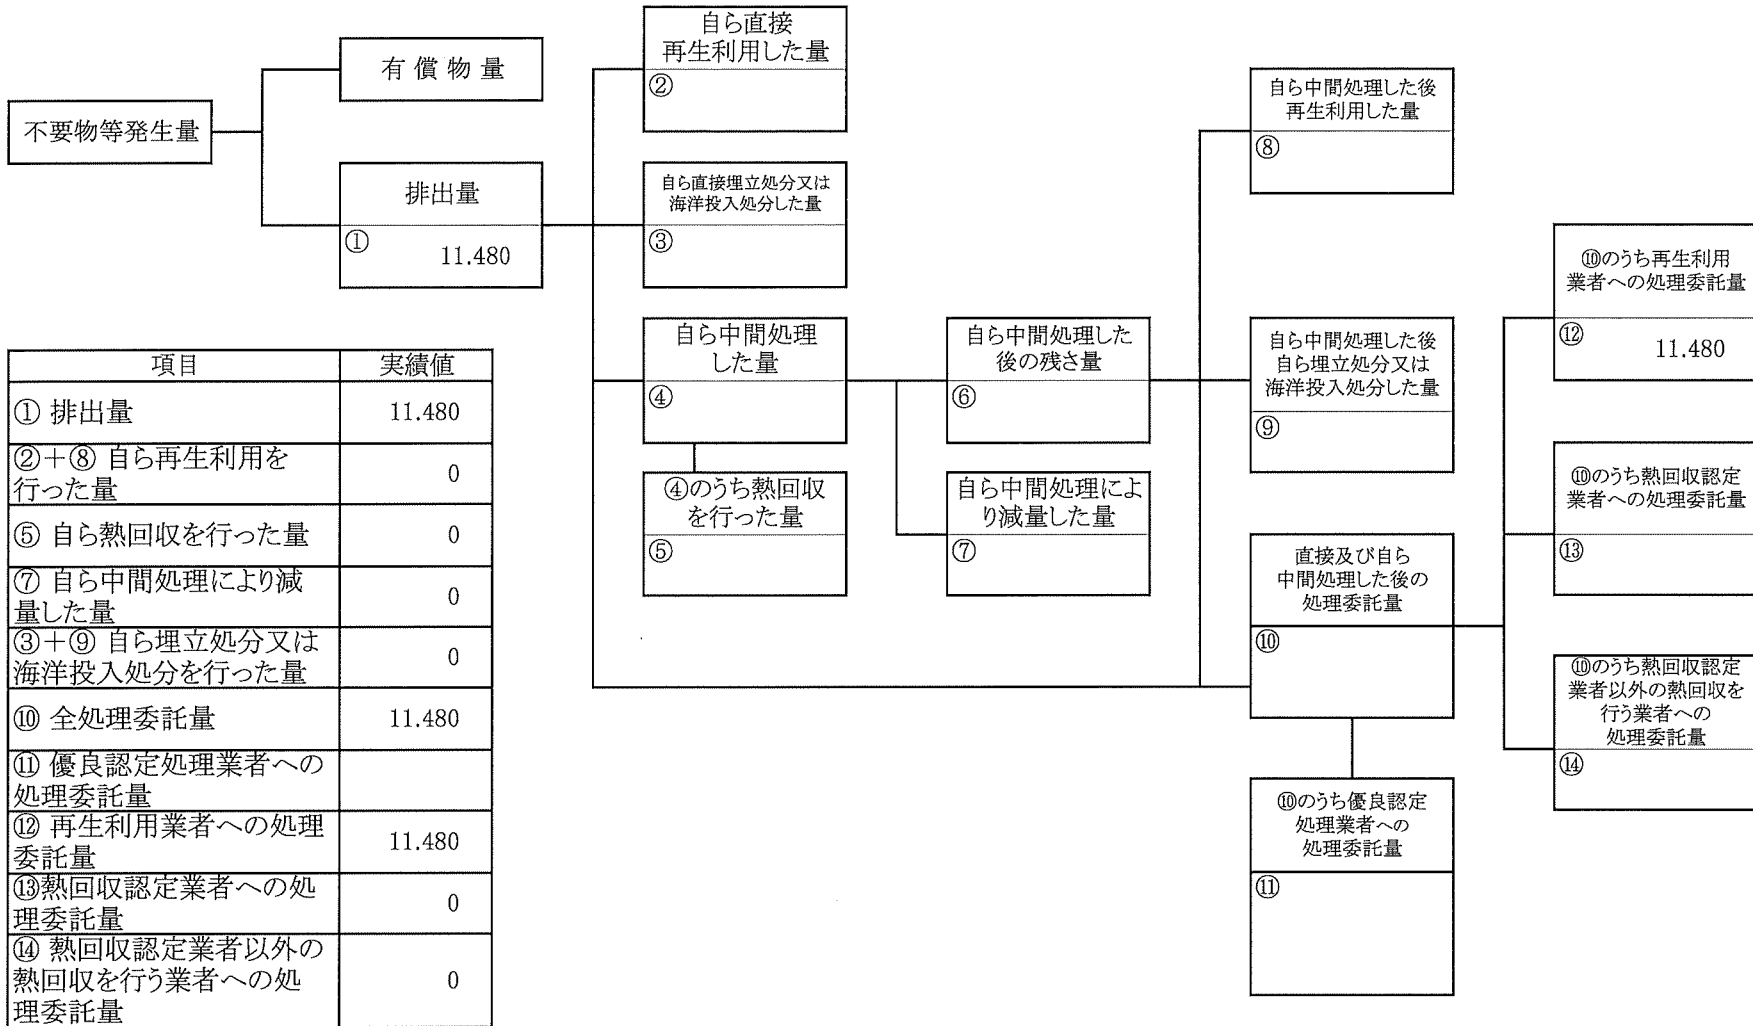 不要物等発生量
有償物量
排出量
①
11.480
自ら直接
再生利用した量
②
自ら直接埋立処分又は
海洋投入処分した量
③
自ら中間処理
した量
④
④のうち熱回収
を行った量
⑤
自ら中間処理した
後の残さ量
⑥
自ら中間処理によ
り減量した量
⑦
自ら中間処理した後
再生利用した量
⑧
自ら中間処理した後
自ら埋立処分又は
海洋投入処分した量
⑨
直接及び自ら
中間処理した後の
処理委託量
⑩
⑩のうち優良認定
処理業者への
処理委託量
⑪
⑩のうち再生利用
業者への処理委託量
⑫
11.480
⑩のうち熱回収認定
業者への処理委託量
⑬
⑩のうち熱回収認定
業者以外の熱回収を
行う業者への
処理委託量
⑭
項目 実績値
① 排出量 11.480
②+⑧ 自ら再生利用を
行った量 0
⑤ 自ら熱回収を行った量 0
⑦ 自ら中間処理により減
量した量 0
③+⑨ 自ら埋立処分又は
海洋投入処分を行った量 0
⑩ 全処理委託量 11.480
⑪ 優良認定処理業者への
処理委託量
⑫ 再生利用業者への処理
委託量 11.480
⑬熱回収認定業者への処
理委託量 0
⑭ 熱回収認定業者以外の
熱回収を行う業者への処
理委託量 0